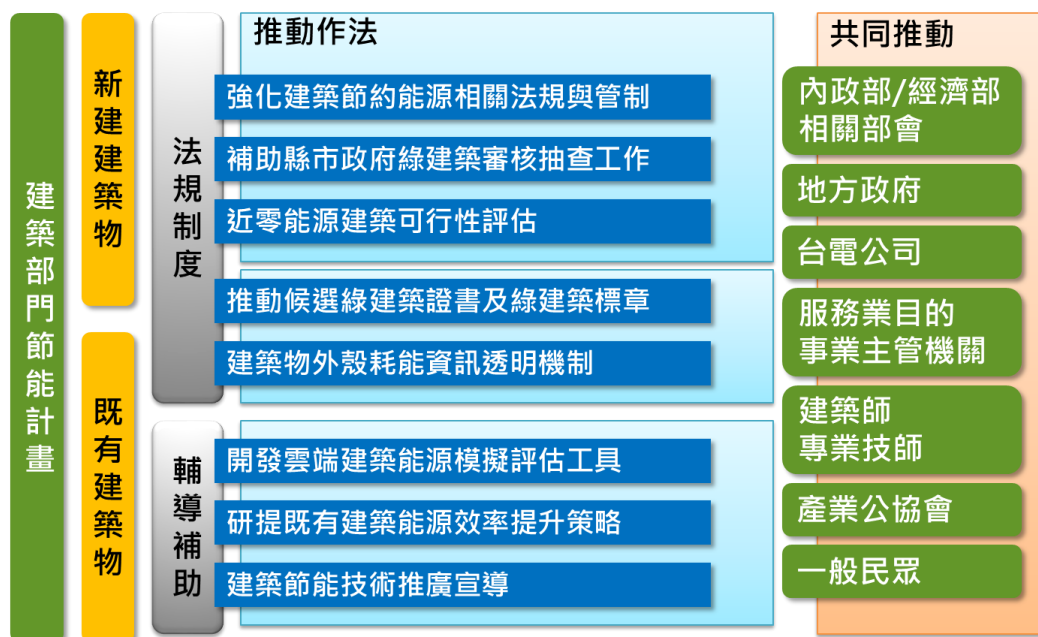 建築部門節能計畫
新建建築物
既有建築物
法規制度
輔導補助
推動作法
強化建築節約能源相關法規與管制
補助縣市政府綠建築審核抽查工作
近零能源建築可行性評估
推動候選綠建築證書及綠建築標章
建築物外殼耗能資訊透明機制
開發雲端建築能源模擬評估工具
研提既有建築能源效率提升策略
建築節能技術推廣宣導
共同推動
內政部/經濟部
相關部會
地方政府
台電公司
服務業目的
事業主管機關
建築師
專業技師
產業公協會
一般民眾